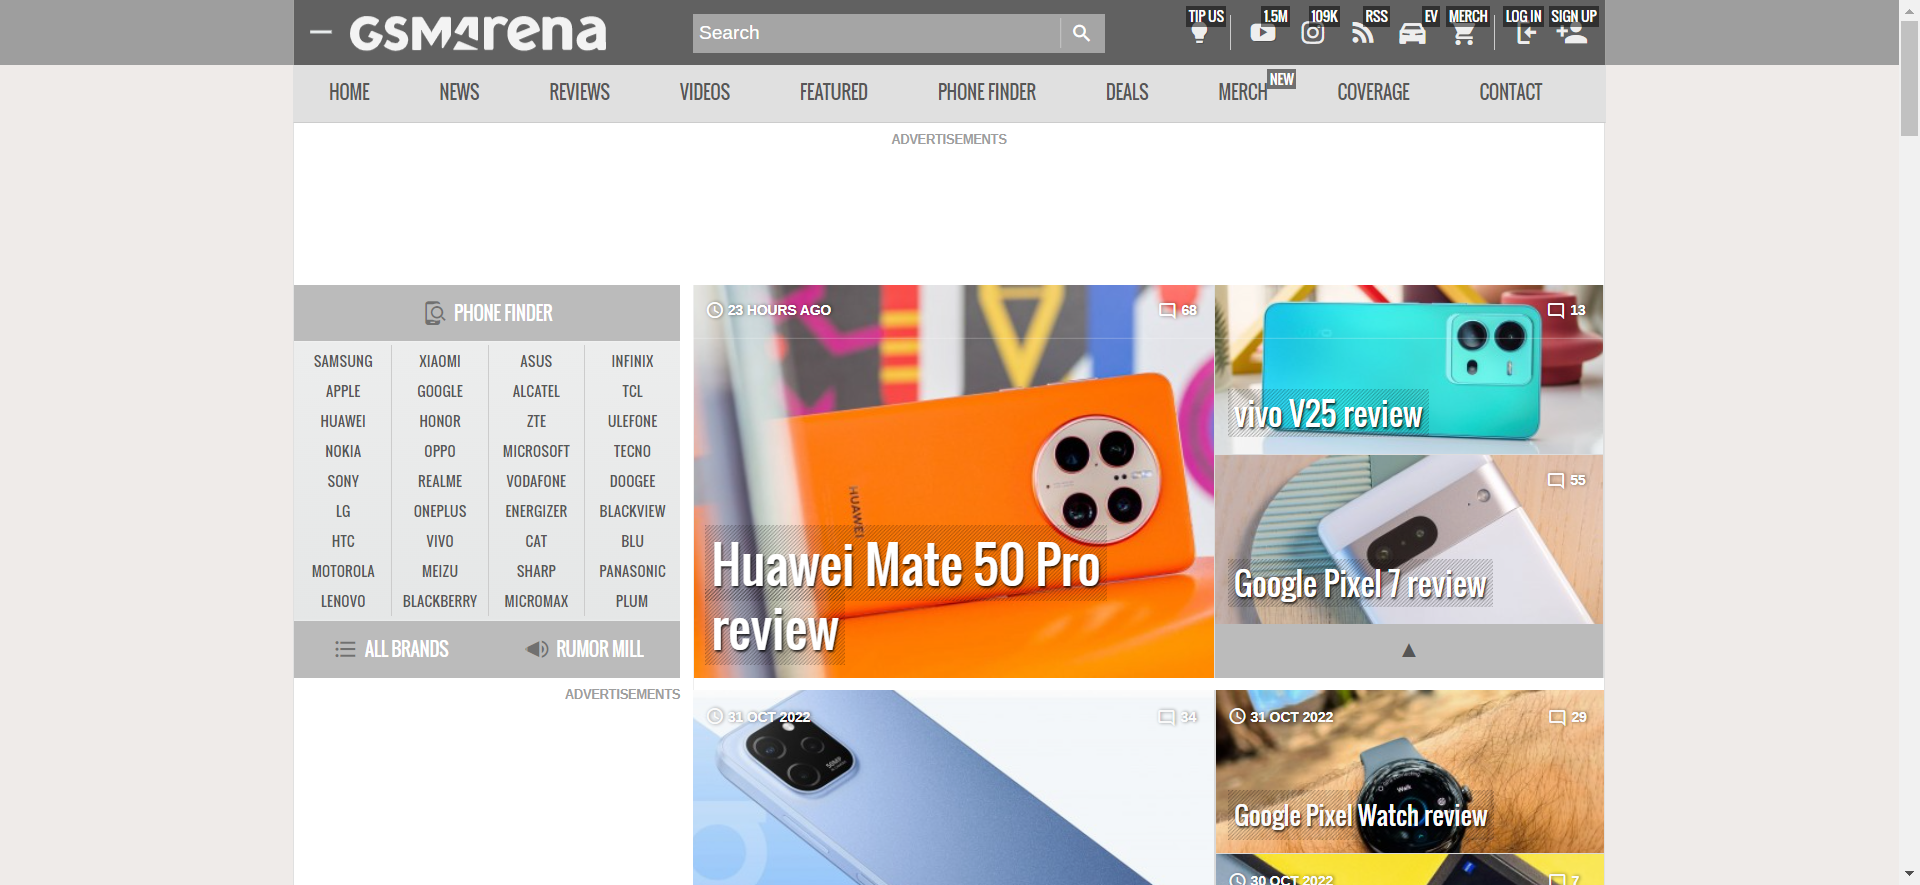 GSMArena
Search
TIP US
1.5M
109K
RSS
EV
MERCH
LOG IN
SIGN UP
HOME
NEWS
REVIEWS
VIDEOS
FEATURED
PHONE FINDER
DEALS
MERCH
NEW
COVERAGE
CONTACT
ADVERTISEMENTS
PHONE FINDER
SAMSUNG XIAOMI ASUS INFINIX
APPLE GOOGLE ALCATEL TCL
HUAWEI HONOR ZTE ULEFONE
NOKIA OPPO MICROSOFT TECNO
SONY REALME VODAFONE DOOGEE
LG ONEPLUS ENERGIZER BLACKVIEW
HTC VIVO CAT BLU
MOTOROLA MEIZU SHARP PANASONIC
LENOVO BLACKBERRY MICROMAX PLUM
ALL BRANDS
RUMOR MILL
ADVERTISEMENTS
23 HOURS AGO
68
HUAWEI
Huawei Mate 50 Pro
review
13
vivo V25 review
55
Google Pixel 7 review
31 OCT 2022
34
50MP
31 OCT 2022
29
Walk
Google Pixel Watch review
30 OCT 2022
7